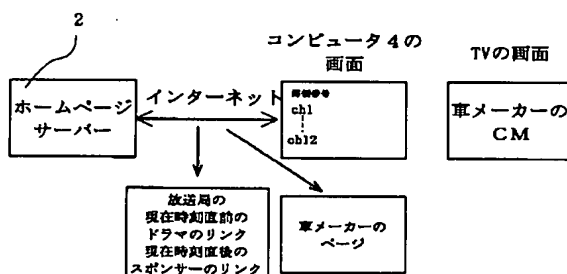 2
コンピュータ4の
画面
TVの画面
ホームページ
サーバー
インターネット
ch1
ch12
車メーカーの
CM
放送局の
現在時刻直前の
ドラマのリンク
現在時刻直後の
スポンサーのリンク
車メーカーの
ページ